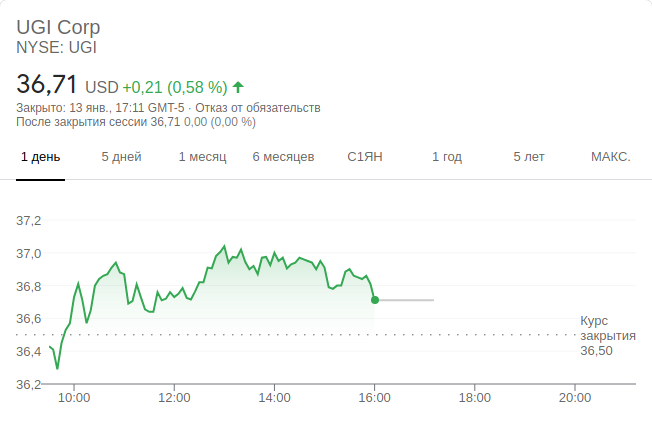 UGI Corp
NYSE: UGI
36,71 USD +0,21 (0,58 %)
Закрыто: 13 янв., 17:11 GMT-5 · Отказ от обязательств
После закрытия сессии 36,71 0,00 (0,00 %)
1 день 5 дней 1 месяц 6 месяцев С1ЯН 1 год 5 лет МАКС.
37,2
37,0
36,8
36,6
36,4
36,2
Курс
закрытия
36,50
10:00 12:00 14:00 16:00 18:00 20:00